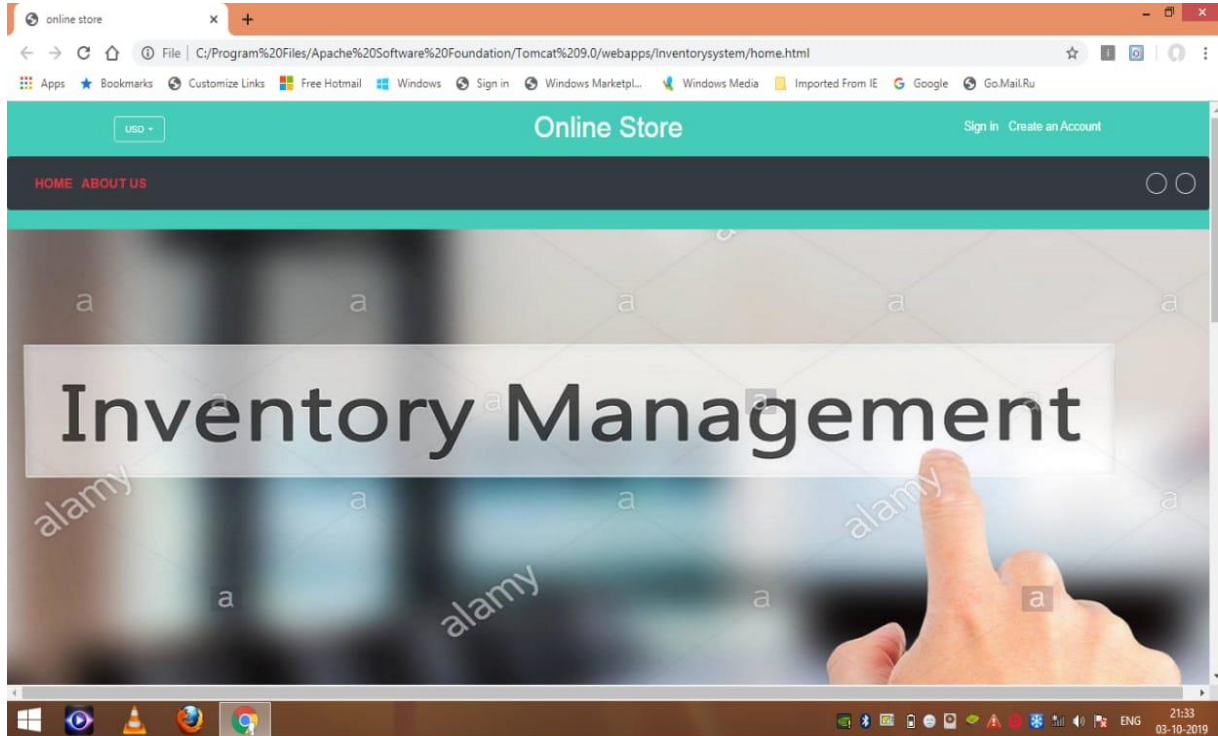 online store
File | C:/Program%20Files/Apache%20Software%20Foundation/Tomcat%209.0/webapps/Inventorysystem/home.html
Apps Bookmarks Customize Links Free Hotmail Windows Sign in Windows Marketpl... Windows Media Imported From IE Google Go.Mail.Ru
USD
Online Store
Sign in Create an Account
HOME ABOUT US
a
a a a a a
Inventory Management
a a a a
alamy
a a a
alamy
alamy
a a a
ENG
21:33
03-10-2019